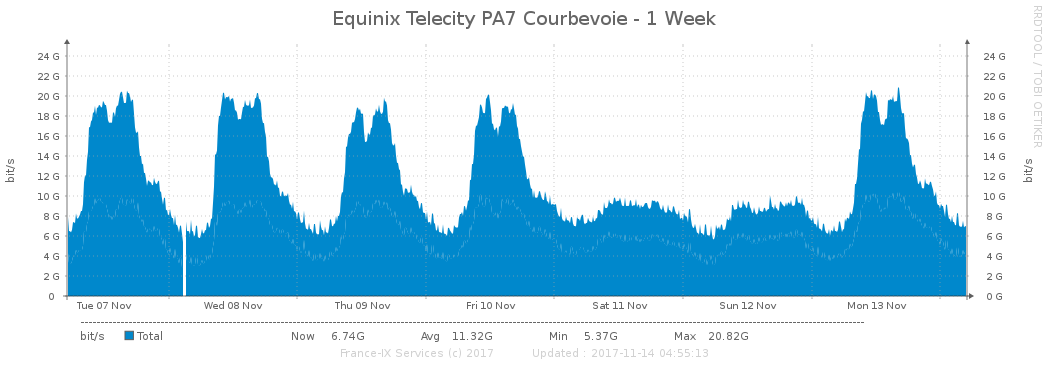 Equinix Telecity PA7 Courbevoie - 1 Week
RRDTOOL / TOBI OETIKER
bit/s
24 G 24 G
22 G 22 G
20 G 20 G
18 G 18 G
16 G 16 G
14 G 14 G
12 G 12 G
10 G 10 G
8 G 8 G
6 G 6 G
4 G 4 G
2 G 2 G
0 0 G
bit/s
Tue 07 Nov Wed 08 Nov Thu 09 Nov Fri 10 Nov Sat 11 Nov Sun 12 Nov Mon 13 Nov
bit/s Total Now 6.74G Avg 11.32G Min 5.37G Max 20.82G
France-IX Services (c) 2017 Updated : 2017-11-14 04:55:13